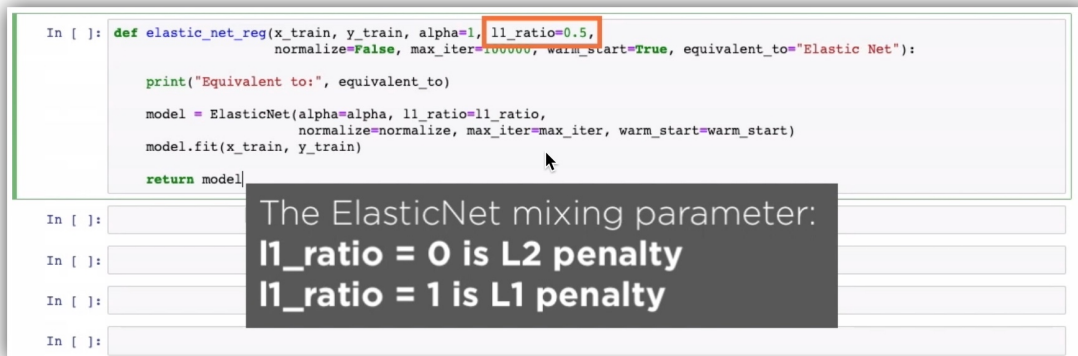 In [ ]: def elastic_net_reg(x_train, y_train, alpha=1, l1_ratio=0.5,
normalize=False, max_iter=100000, warm_start=True, equivalent_to="Elastic Net"):
print("Equivalent to:", equivalent_to)
model = ElasticNet(alpha=alpha, l1_ratio=l1_ratio,
normalize=normalize, max_iter=max_iter, warm_start=warm_start)
model.fit(x_train, y_train)
return model
The ElasticNet mixing parameter:
In [ ]:
l1_ratio = 0 is L2 penalty
In [ ]:
l1_ratio = 1 is L1 penalty
In [ ]:
In [ ]: